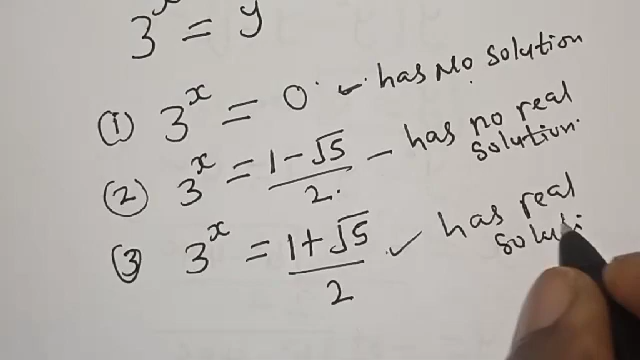 3^x = y
(1) 3^x = 0. ✓ has No solution
(2) 3^x = (1-√5)/2. — has no real solution.
(3) 3^x = (1+√5)/2 ✓ has real soluti